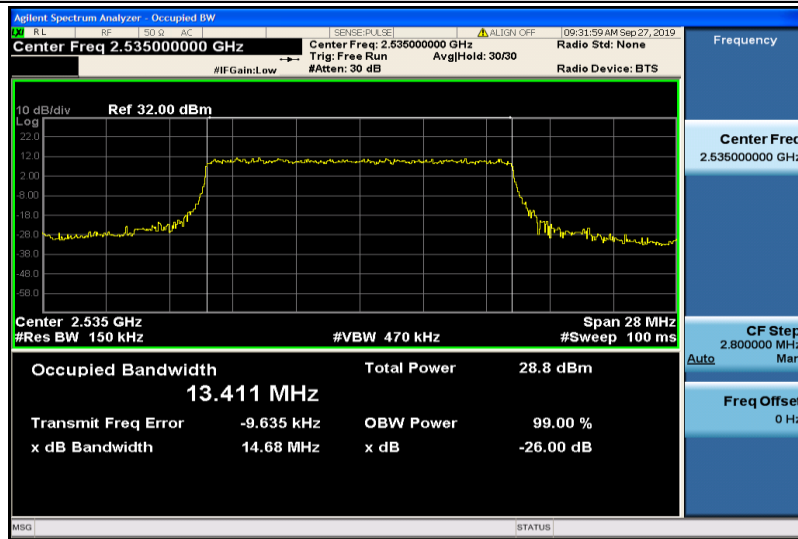 Agilent Spectrum Analyzer - Occupied BW
LXI RL RF 50 Ω AC SENSE:PULSE ALIGN OFF 09:31:59 AM Sep 27, 2019
Center Freq 2.535000000 GHz Center Freq: 2.535000000 GHz Radio Std: None Frequency
Trig: Free Run Avg|Hold: 30/30
#IFGain:Low #Atten: 30 dB Radio Device: BTS
10 dB/div Ref 32.00 dBm
Log
22.0
12.0
2.00
-8.00
-18.0
-28.0
-38.0
-48.0
-58.0
Center 2.535 GHz Span 28 MHz
#Res BW 150 kHz #VBW 470 kHz #Sweep 100 ms
Occupied Bandwidth Total Power 28.8 dBm
13.411 MHz
Transmit Freq Error -9.635 kHz OBW Power 99.00 %
x dB Bandwidth 14.68 MHz x dB -26.00 dB
Center Freq
2.535000000 GHz
CF Step
2.800000 MHz
Auto Man
Freq Offset
0 Hz
MSG STATUS